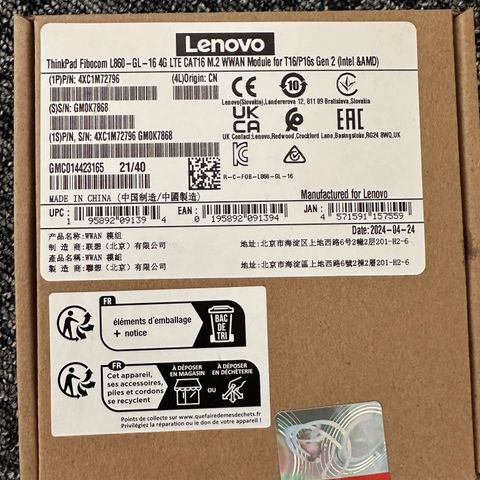 Lenovo
ThinkPad Fibocom L860-GL-16 4G LTE CAT16 M.2 WWAN Module for T16/P16s Gen 2 (Intel &AMD)
(1P)P/N: 4XC1M72796
(4L)Origin: CN
(S)S/N: GM0K7868
(1S)P/N, S/N: 4XC1M72796 GM0K7868
GMC014423165 21/40
MADE IN CHINA (中国制造/中國製造)
CE
10
Lenovo(Slovakia),Landererova 12, 811 09 Bratislava,Slovakia
UK CA
EAC
UK Contact:Lenovo,Redwood,Crockford Lane,Basingstoke,RG24 8WQ,UK
R-C-FOB-L860-GL-16
Manufactured for Lenovo
UPC: 1 95892 09139 4
EAN: 0 195892 091394
JAN: 4 571591 157559
Date: 2024-04-24
产品名称: WWAN 模组
制造商: 联想（北京）有限公司
地址:北京市海淀区上地西路6号2幢2层201-H2-6
產品名稱: WWAN 模組
製造商: 聯想（北京）有限公司
地址:北京市海淀區上地西路6號2棟2層201-H2-6
FR
éléments d'emballage
+ notice
BAC
DE
TRI
FR
Cet appareil,
ses accessoires,
piles et cordons
se recyclent
À DÉPOSER
EN MAGASIN
OU
À DÉPOSER
EN DÉCHÈTERIE
Points de collecte sur www.quefairedemesdechets.fr
Privilégiez la réparation ou le don de votre appareil !